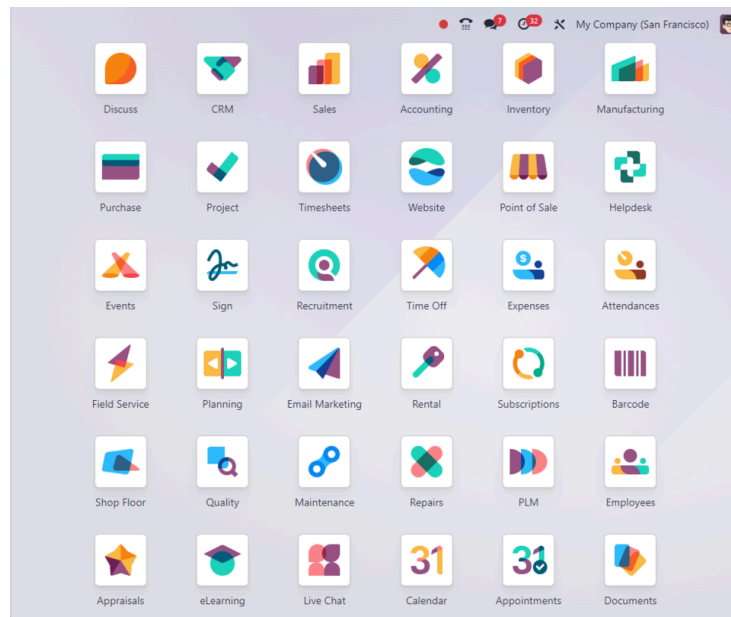 7 32 My Company (San Francisco)
Discuss CRM Sales Accounting Inventory Manufacturing
Purchase Project Timesheets Website Point of Sale Helpdesk
$
Events Sign Recruitment Time Off Expenses Attendances
Field Service Planning Email Marketing Rental Subscriptions Barcode
Shop Floor Quality Maintenance Repairs PLM Employees
31 31
Appraisals eLearning Live Chat Calendar Appointments Documents